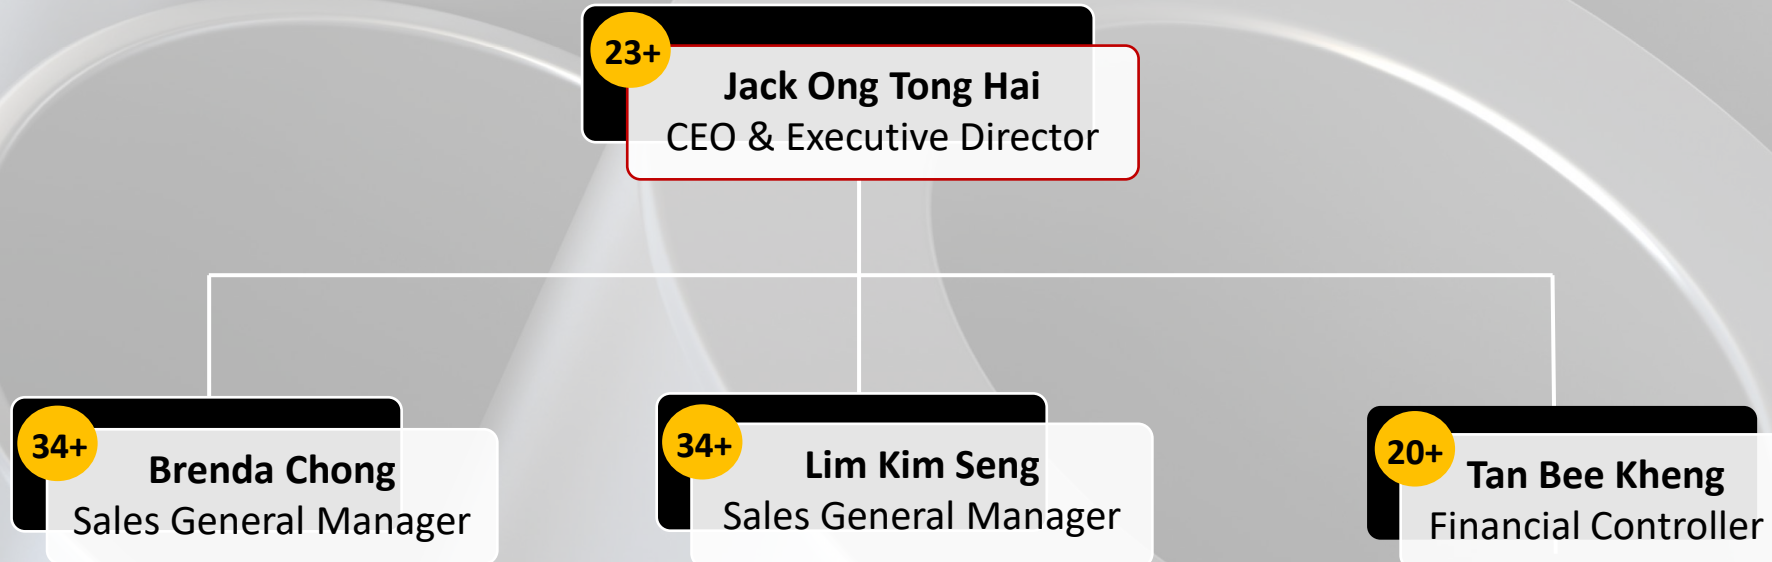 23+
Jack Ong Tong Hai
CEO & Executive Director
34+
Brenda Chong
Sales General Manager
34+
Lim Kim Seng
Sales General Manager
20+
Tan Bee Kheng
Financial Controller